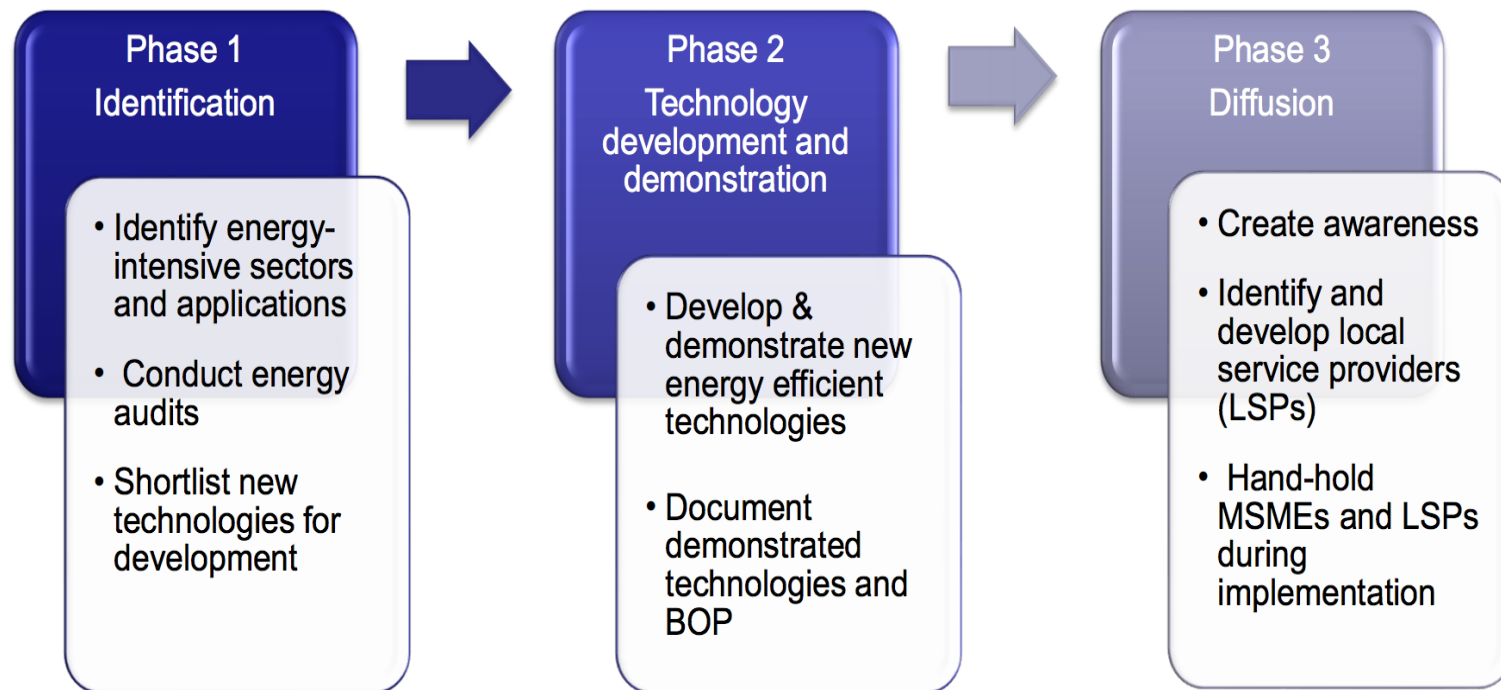 Phase 1
Identification
• Identify energy-
intensive sectors
and applications
• Conduct energy
audits
• Shortlist new
technologies for
development
Phase 2
Technology
development and
demonstration
• Develop &
demonstrate new
energy efficient
technologies
• Document
demonstrated
technologies and
BOP
Phase 3
Diffusion
• Create awareness
• Identify and
develop local
service providers
(LSPs)
• Hand-hold
MSMEs and LSPs
during
implementation